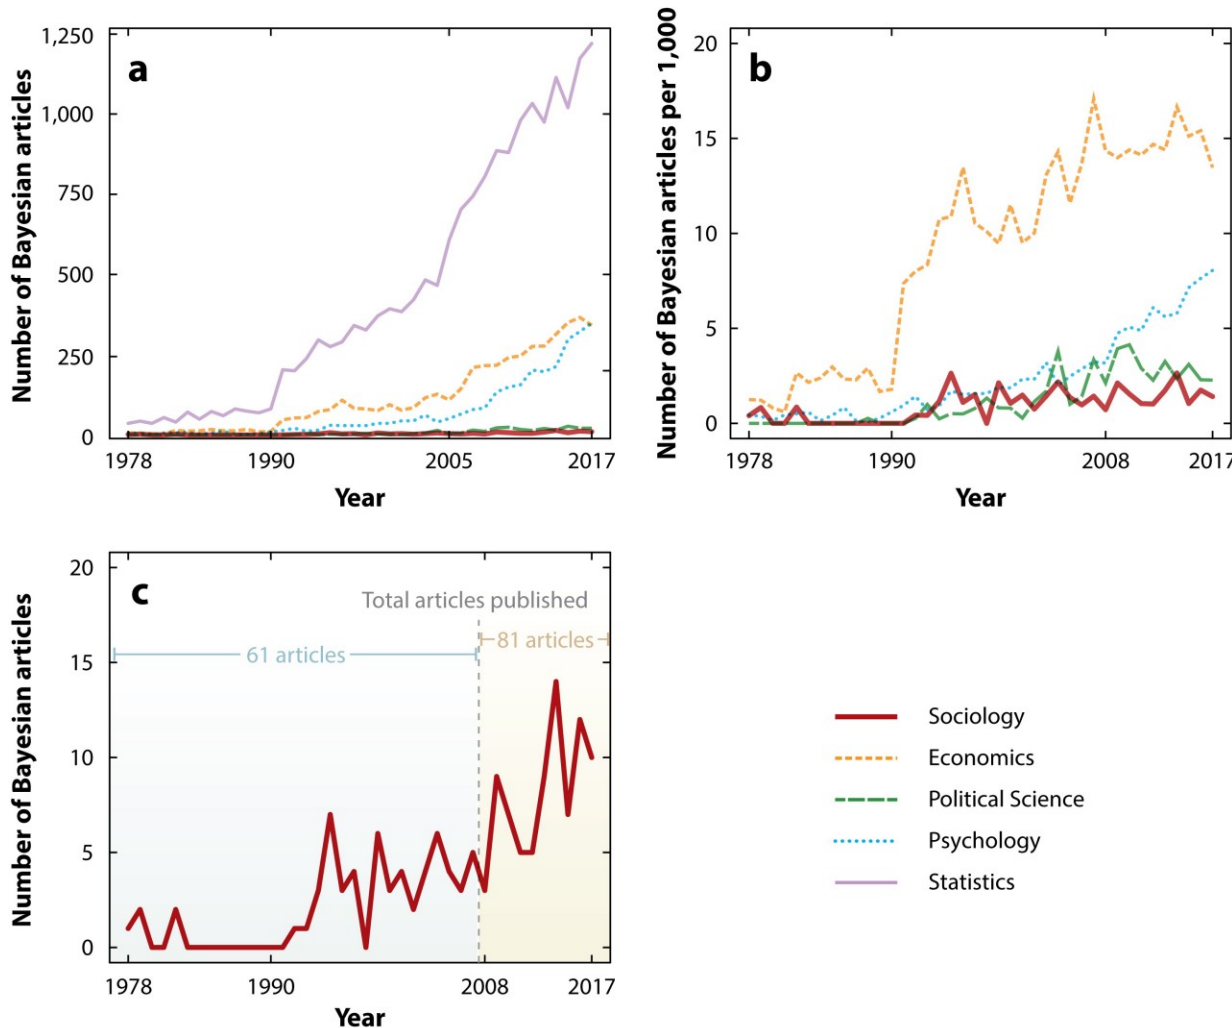 a
Number of Bayesian articles
1,250
1,000
750
500
250
0
1978
1990
2005
2017
Year
b
Number of Bayesian articles per 1,000
20
15
10
5
0
1978
1990
2008
2017
Year
c
Number of Bayesian articles
20
15
10
5
0
Total articles published
61 articles
81 articles
1978
1990
2008
2017
Year
Sociology
Economics
Political Science
Psychology
Statistics